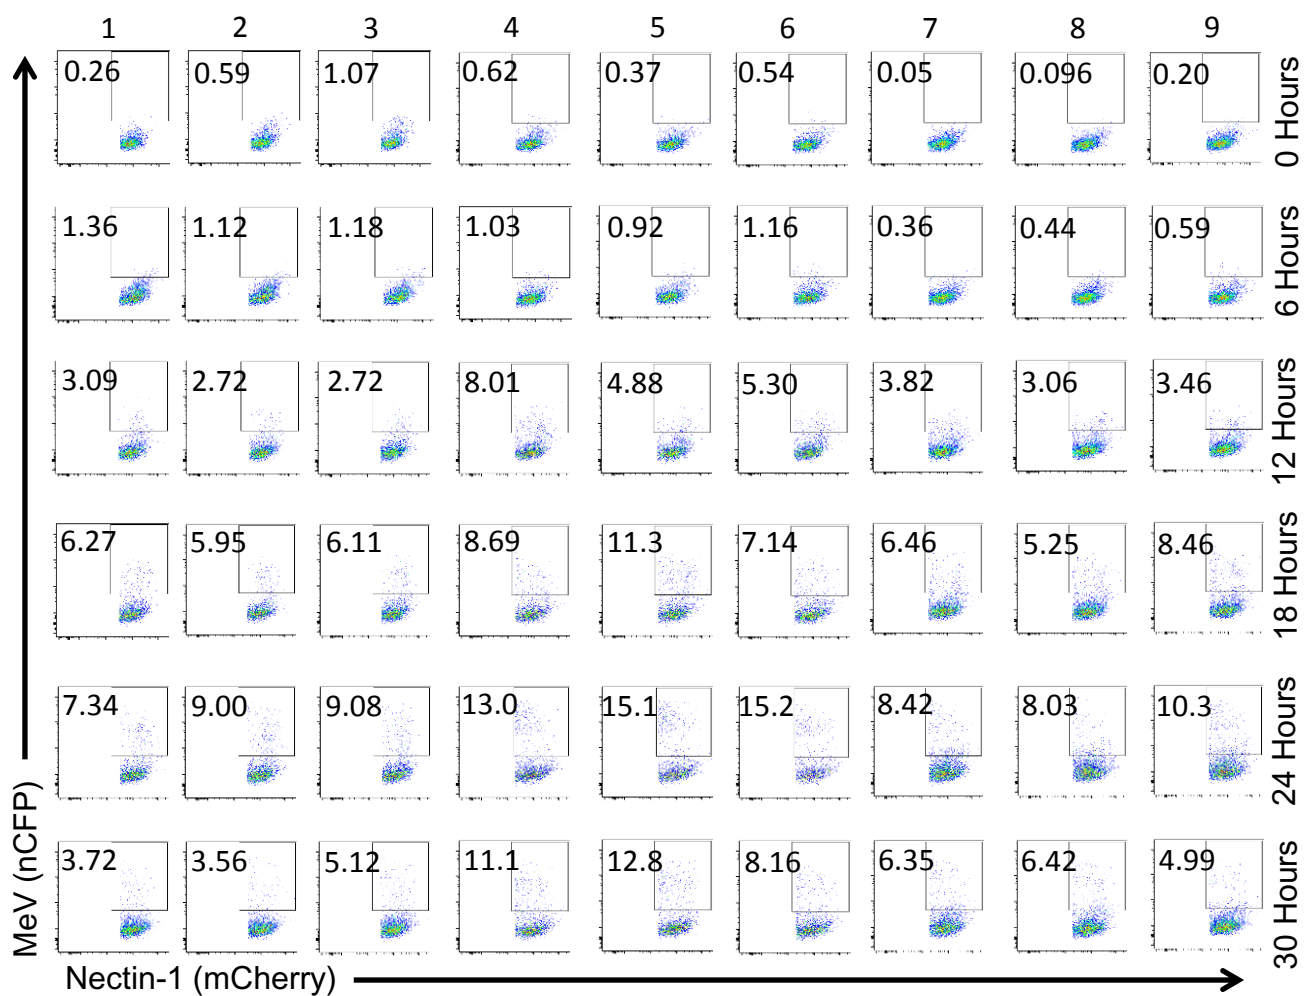 1 2 3 4 5 6 7 8 9
0.26 0.59 1.07 0.62 0.37 0.54 0.05 0.096 0.20 0 Hours
1.36 1.12 1.18 1.03 0.92 1.16 0.36 0.44 0.59 6 Hours
3.09 2.72 2.72 8.01 4.88 5.30 3.82 3.06 3.46 12 Hours
6.27 5.95 6.11 8.69 11.3 7.14 6.46 5.25 8.46 18 Hours
7.34 9.00 9.08 13.0 15.1 15.2 8.42 8.03 10.3 24 Hours
3.72 3.56 5.12 11.1 12.8 8.16 6.35 6.42 4.99 30 Hours
MeV (nCFP)
Nectin-1 (mCherry)